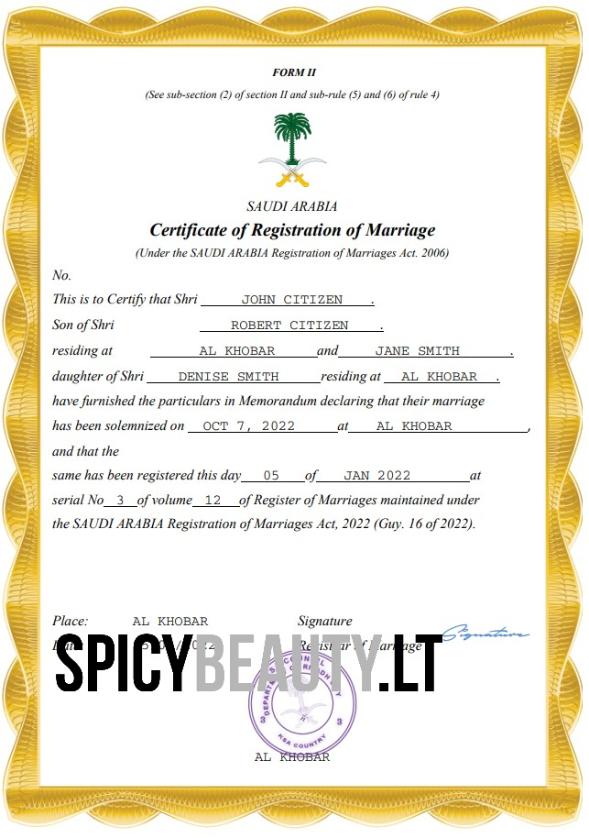 FORM II
(See sub-section (2) of section II and sub-rule (5) and (6) of rule 4)
SAUDI ARABIA
Certificate of Registration of Marriage
(Under the SAUDI ARABIA Registration of Marriages Act. 2006)
No.
This is to Certify that Shri JOHN CITIZEN .
Son of Shri ROBERT CITIZEN .
residing at AL KHOBAR and JANE SMITH .
daughter of Shri DENISE SMITH residing at AL KHOBAR .
have furnished the particulars in Memorandum declaring that their marriage
has been solemnized on OCT 7, 2022 at AL KHOBAR ,
and that the
same has been registered this day 05 of JAN 2022 at
serial No 3 of volume 12 of Register of Marriages maintained under
the SAUDI ARABIA Registration of Marriages Act, 2022 (Guy. 16 of 2022).
Place: AL KHOBAR Signature
Signature
Registrar of Marriage
SPICYBEAUTY.LT
KSA COUNTRY
AL KHOBAR